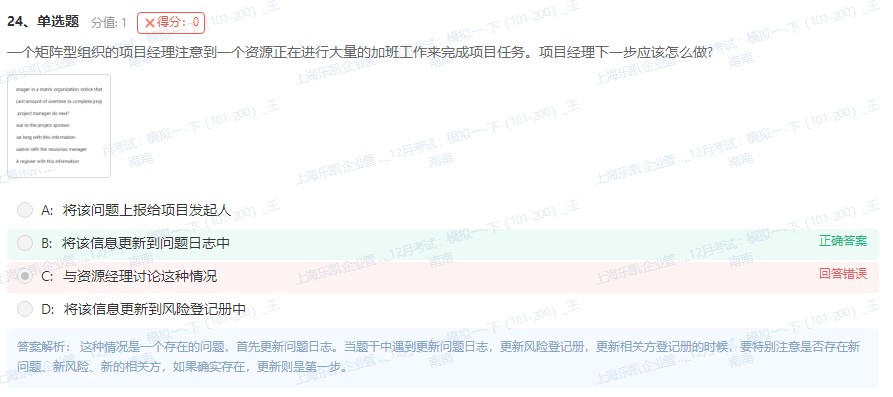 24、单选题 分值: 1 得分：0
一个矩阵型组织的项目经理注意到一个资源正在进行大量的加班工作来完成项目任务。项目经理下一步应该怎么做?
anager in a matrix organization notice that
cant amount of overtime to complete proj
project manager do next?
sue to the project sponsor
ue long with this information
uation with the resources manager
k register with this information
A: 将该问题上报给项目发起人
B: 将该信息更新到问题日志中 正确答案
C: 与资源经理讨论这种情况 回答错误
D: 将该信息更新到风险登记册中
答案解析： 这种情况是一个存在的问题，首先更新问题日志。当题干中遇到更新问题日志，更新风险登记册，更新相关方登记册的时候，要特别注意是否存在新
问题、新风险、新的相关方，如果确实存在，更新则是第一步。
上海乐凯企业管..._12月考试：模拟一下（101-200）_王
南南